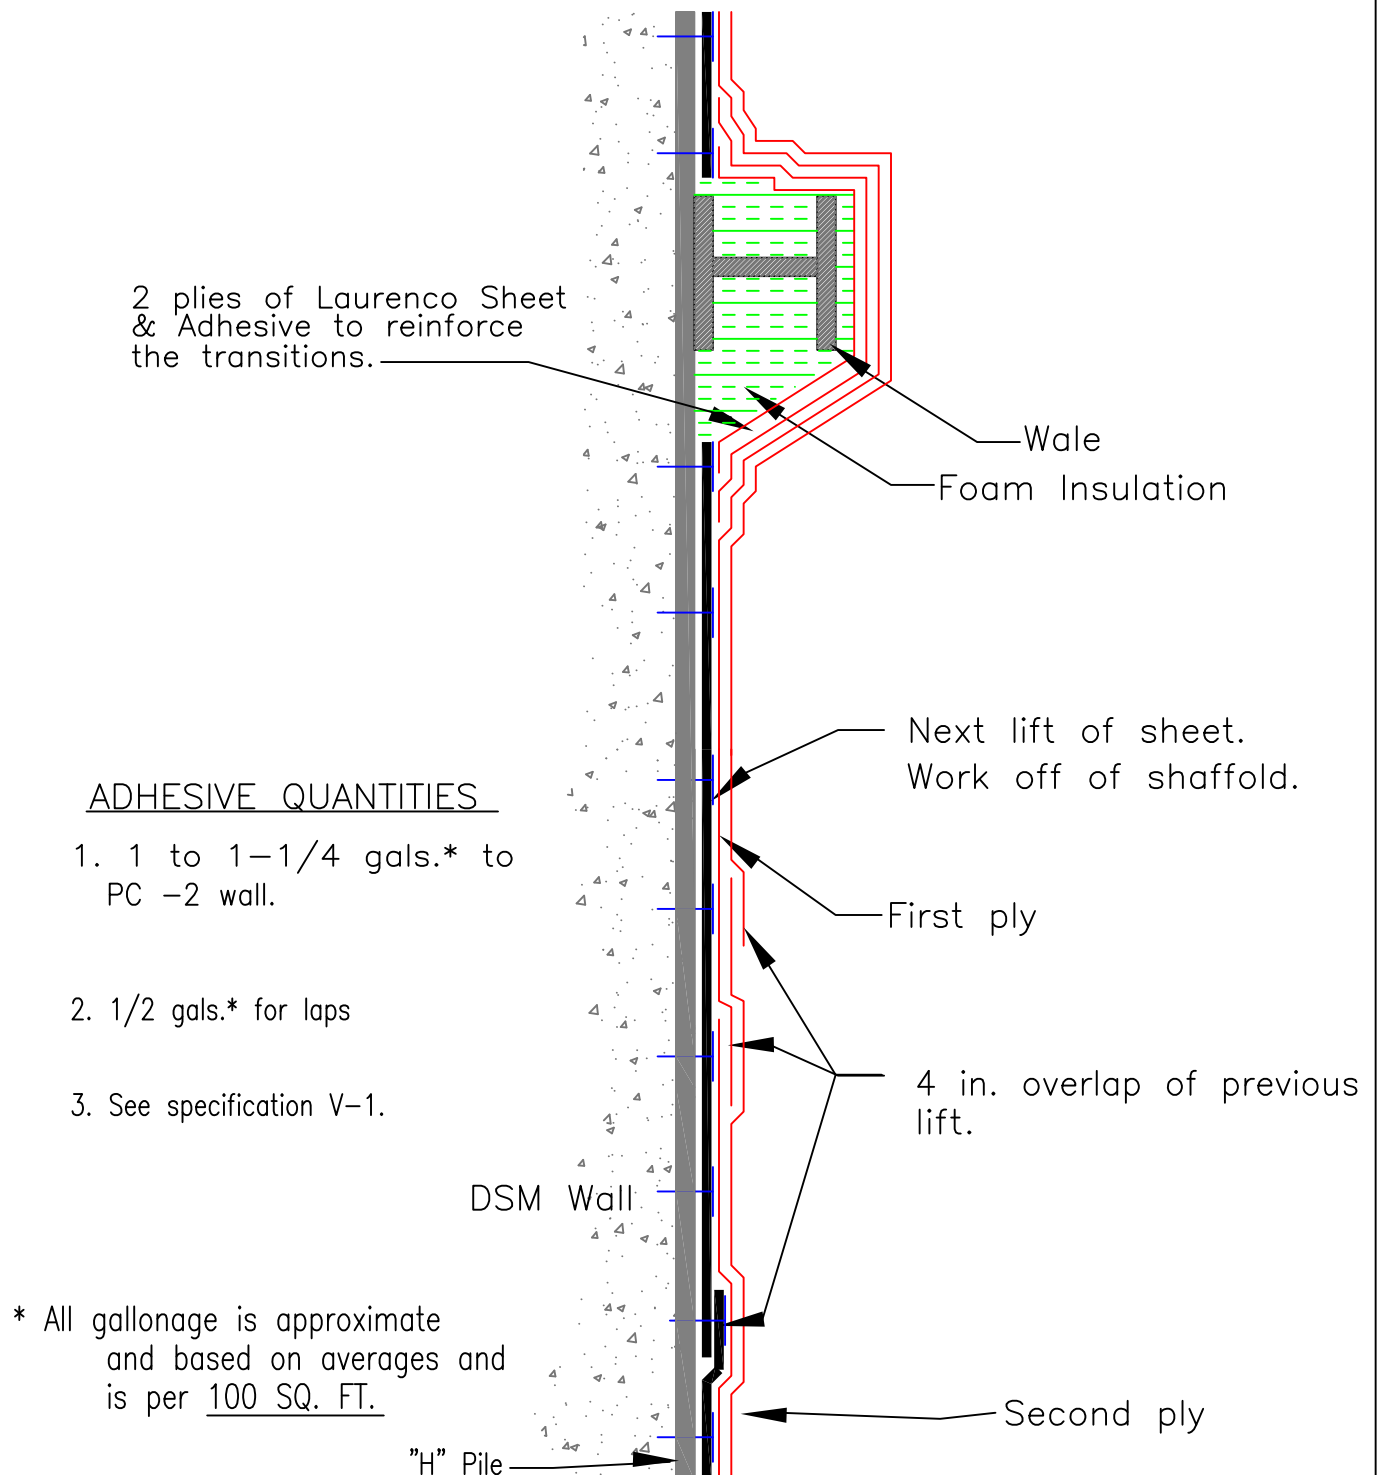 2 plies of Laurenco Sheet
& Adhesive to reinforce
the transitions.
Wale
Foam Insulation
Next lift of sheet.
Work off of shaffold.
ADHESIVE QUANTITIES
1. 1 to 1-1/4 gals.* to
PC -2 wall.
First ply
2. 1/2 gals.* for laps
4 in. overlap of previous
lift.
3. See specification V-1.
DSM Wall
* All gallonage is approximate
and based on averages and
is per 100 SQ. FT.
Second ply
"H" Pile